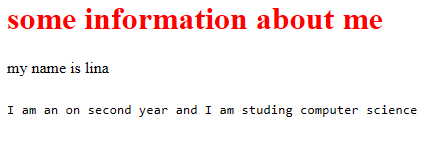 some information about me
my name is lina
I am an on second year and I am studing computer science